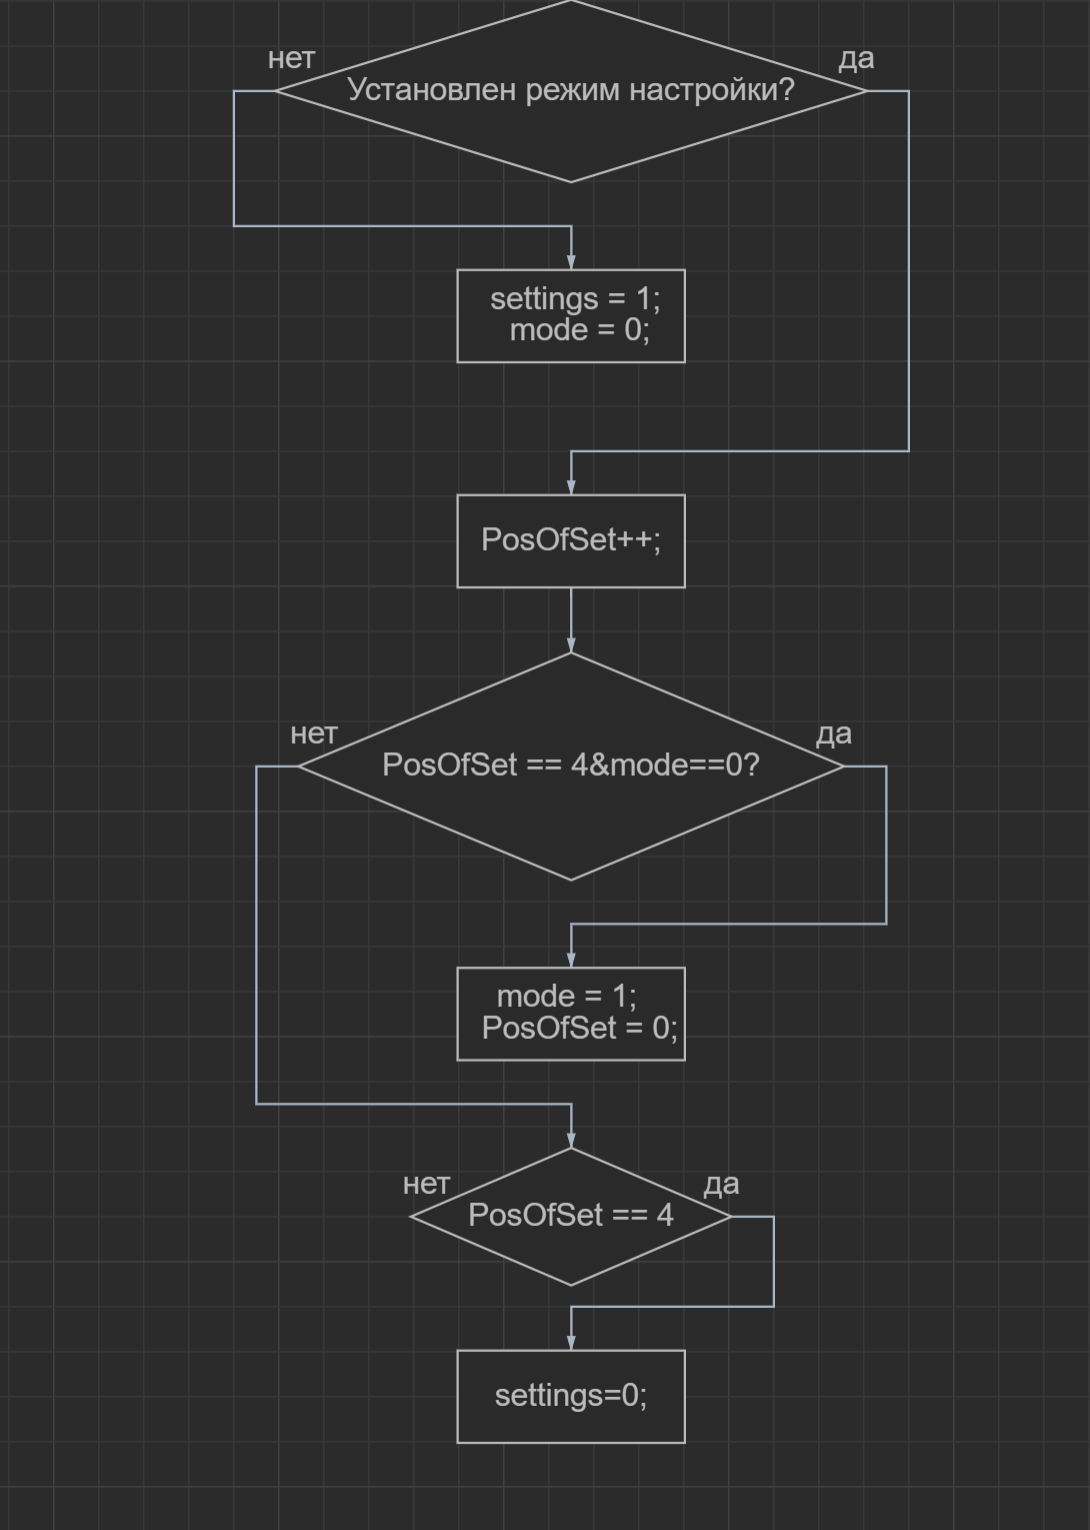 нет
да
Установлен режим настройки?
settings = 1;
mode = 0;
PosOfSet++;
нет
да
PosOfSet == 4&mode==0?
mode = 1;
PosOfSet = 0;
нет
да
PosOfSet == 4
settings=0;